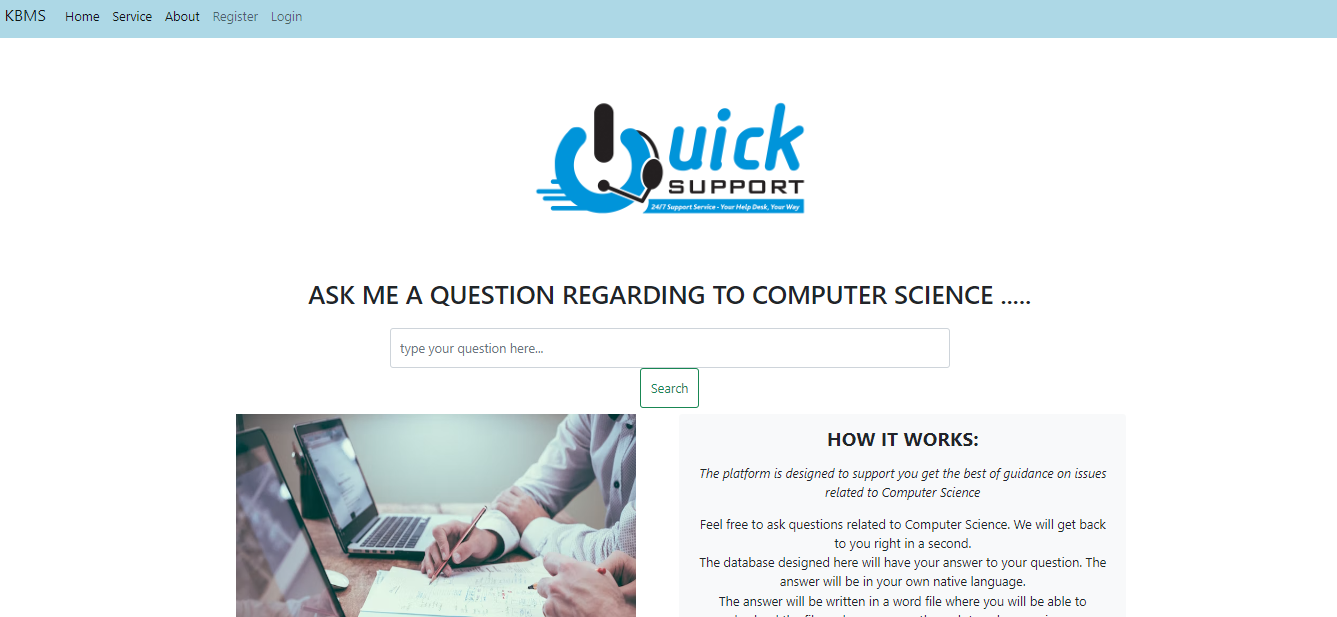 KBMS Home Service About Register Login
Quick
SUPPORT
24/7 Support Service - Your Help Desk, Your Way
ASK ME A QUESTION REGARDING TO COMPUTER SCIENCE .....
type your question here...
Search
HOW IT WORKS:
The platform is designed to support you get the best of guidance on issues
related to Computer Science
Feel free to ask questions related to Computer Science. We will get back
to you right in a second.
The database designed here will have your answer to your question. The
answer will be in your own native language.
The answer will be written in a word file where you will be able to